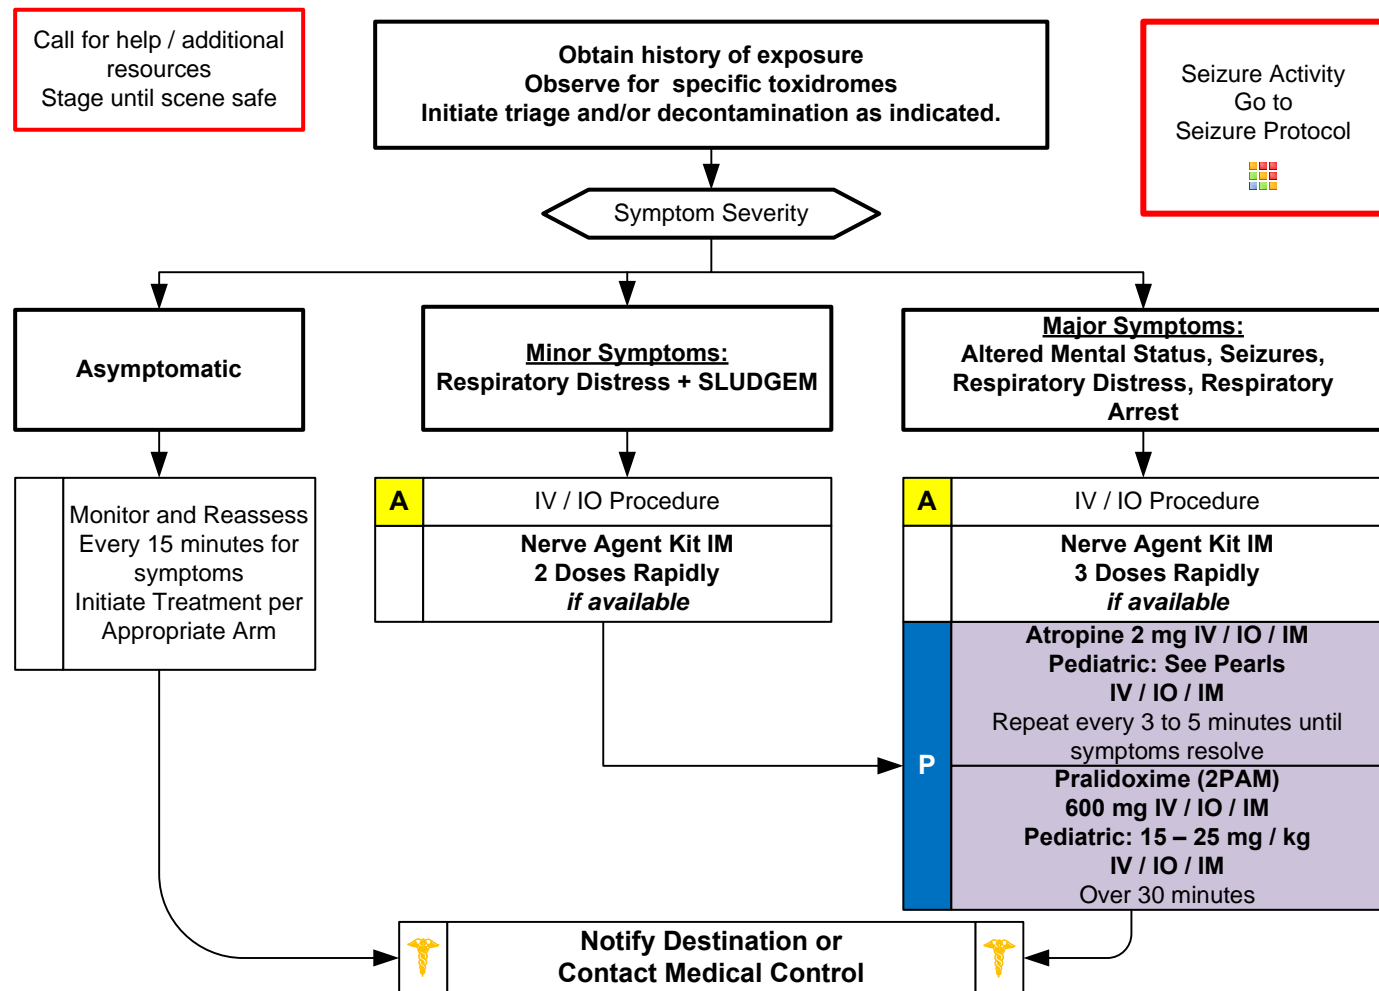 Call for help / additional
resources
Stage until scene safe
Obtain history of exposure
Observe for specific toxidromes
Initiate triage and/or decontamination as indicated.
Seizure Activity
Go to
Seizure Protocol
Symptom Severity
Asymptomatic
Minor Symptoms:
Respiratory Distress + SLUDGEM
Major Symptoms:
Altered Mental Status, Seizures,
Respiratory Distress, Respiratory
Arrest
Monitor and Reassess
Every 15 minutes for
symptoms
Initiate Treatment per
Appropriate Arm
A
IV / IO Procedure
Nerve Agent Kit IM
2 Doses Rapidly
if available
A
IV / IO Procedure
Nerve Agent Kit IM
3 Doses Rapidly
if available
P
Atropine 2 mg IV / IO / IM
Pediatric: See Pearls
IV / IO / IM
Repeat every 3 to 5 minutes until
symptoms resolve
Pralidoxime (2PAM)
600 mg IV / IO / IM
Pediatric: 15 – 25 mg / kg
IV / IO / IM
Over 30 minutes
Notify Destination or
Contact Medical Control